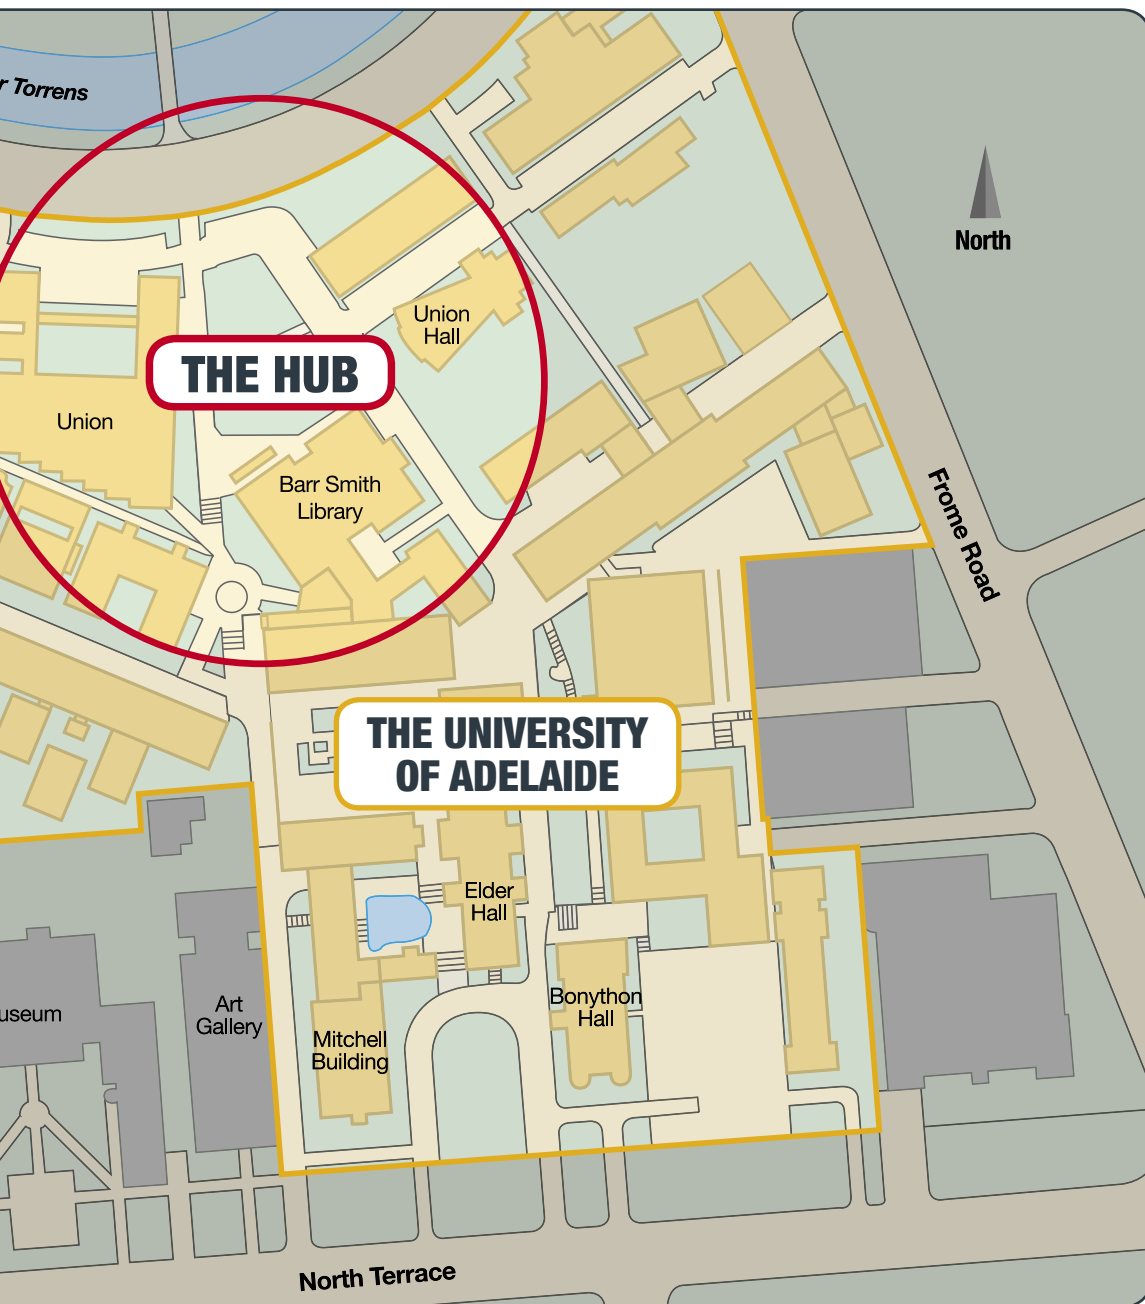 Torrens
North
Union
Hall
THE HUB
Union
Barr Smith
Library
Frome Road
THE UNIVERSITY
OF ADELAIDE
Elder
Hall
Bonython
Hall
Art
Gallery
Mitchell
Building
North Terrace